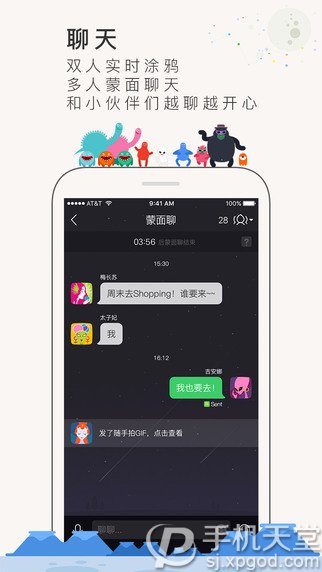 聊天
双人实时涂鸦
多人蒙面聊天
和小伙伴们越聊越开心
AT&T 9:41 AM 100%
蒙面聊 28
03:56 后蒙面聊结束 ?
15:30
梅长苏
周末去Shopping！谁要来~~
太子妃
我
16:12
吉安娜
我也要去！
Sent
发了随手拍GIF，点击查看
聊聊...
手机天堂
sj.xpgod.com